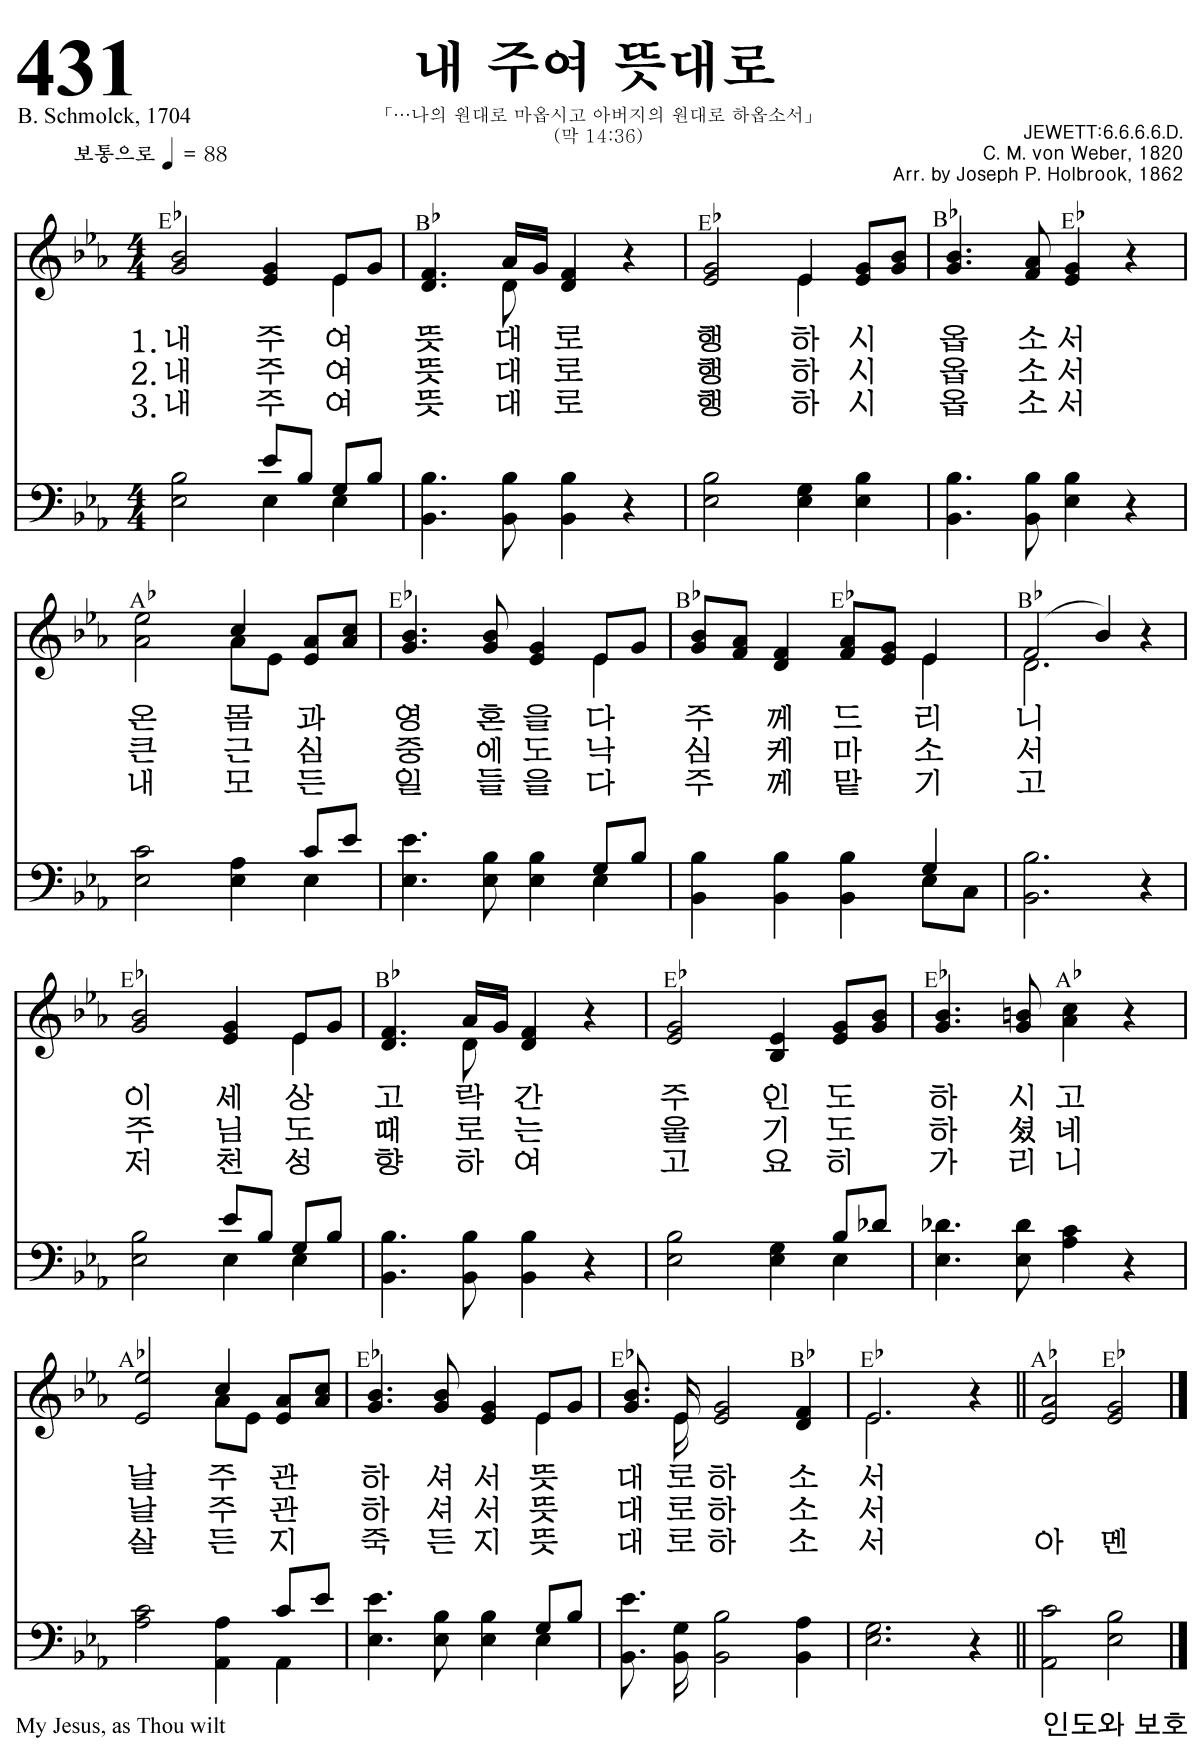 431
내 주여 뜻대로
B. Schmolck, 1704
「…나의 원대로 마옵시고 아버지의 원대로 하옵소서」
(막 14:36)
보통으로 ♩ = 88
JEWETT:6.6.6.6.D.
C. M. von Weber, 1820
Arr. by Joseph P. Holbrook, 1862
E♭ B♭ E♭ B♭ E♭
1. 내 주 여 뜻 대 로 행 하 시 옵 소 서
2. 내 주 여 뜻 대 로 행 하 시 옵 소 서
3. 내 주 여 뜻 대 로 행 하 시 옵 소 서
A♭ E♭ B♭ E♭ B♭
온 몸 과 영 혼 을 다 주 께 드 리 니
큰 근 심 중 에 도 낙 심 케 마 소 서
내 모 든 일 들 을 다 주 께 맡 기 고
E♭ B♭ E♭ E♭ A♭
이 세 상 고 락 간 주 인 도 하 시 고
주 님 도 때 로 는 울 기 도 하 셨 네
저 천 성 향 하 여 고 요 히 가 리 니
A♭ E♭ E♭ B♭ E♭ A♭ E♭
날 주 관 하 셔 서 뜻 대 로 하 소 서
날 주 관 하 셔 서 뜻 대 로 하 소 서
살 든 지 죽 든 지 뜻 대 로 하 소 서 아 멘
My Jesus, as Thou wilt
인도와 보호